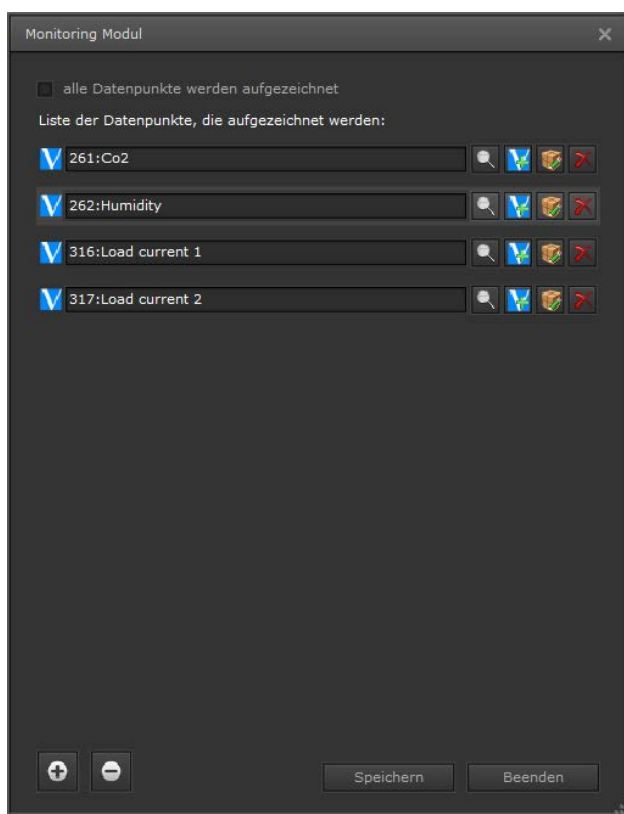 Monitoring Modul
alle Datenpunkte werden aufgezeichnet
Liste der Datenpunkte, die aufgezeichnet werden:
261:Co2
262:Humidity
316:Load current 1
317:Load current 2
Speichern Beenden